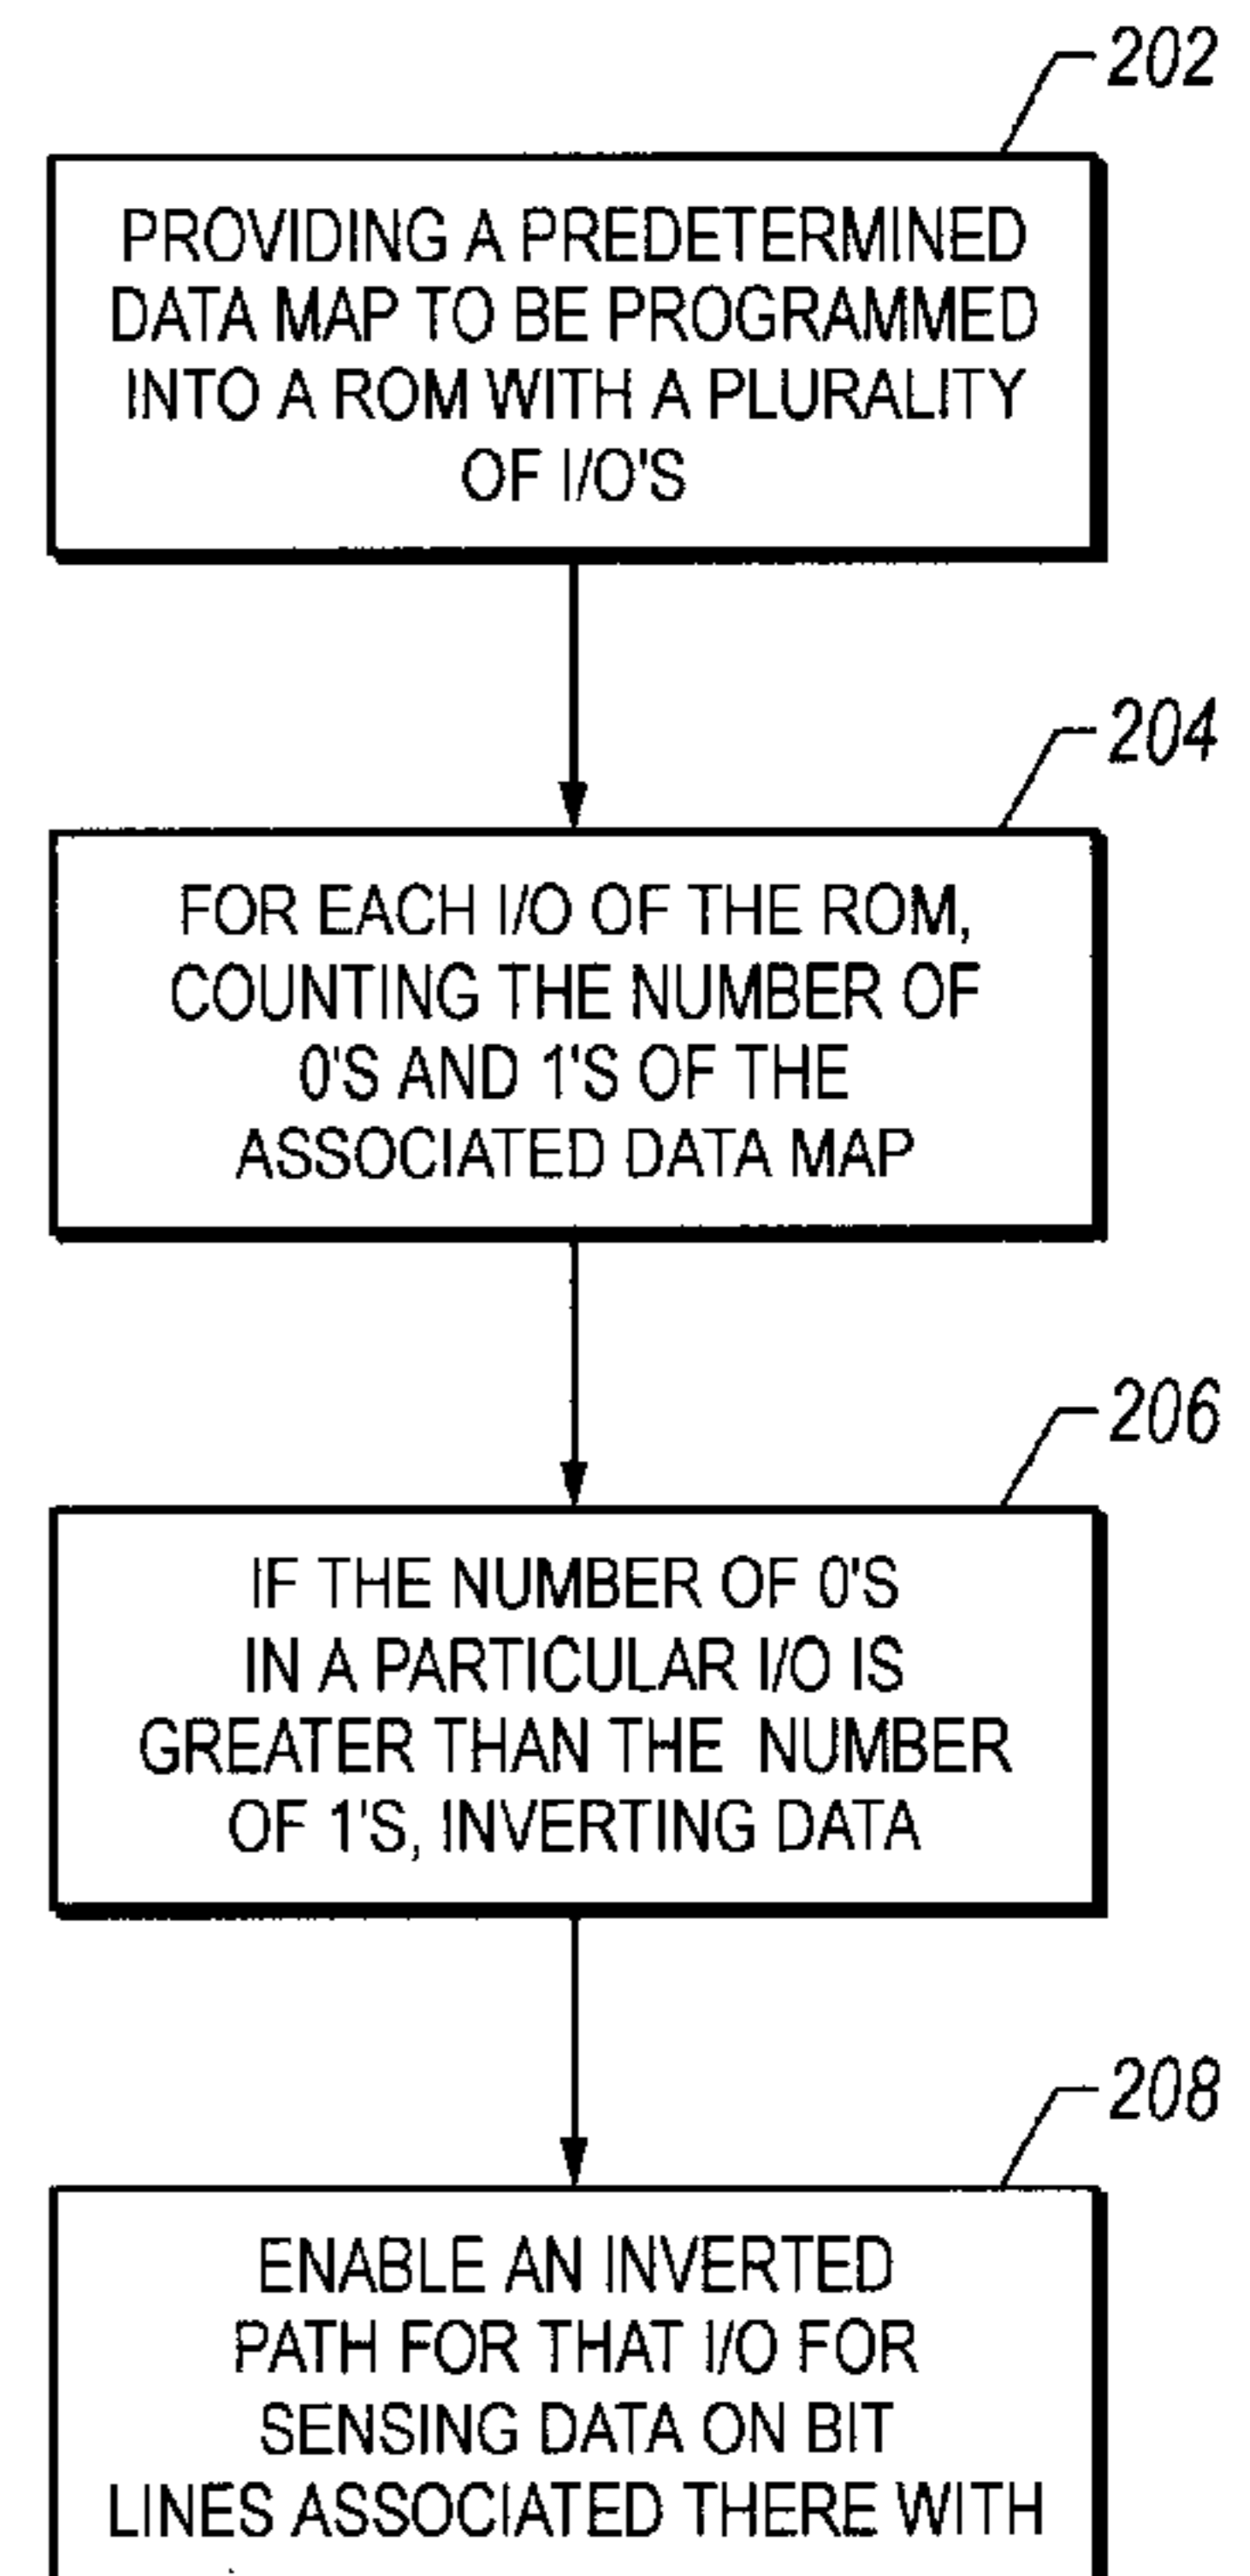 202
PROVIDING A PREDETERMINED
DATA MAP TO BE PROGRAMMED
INTO A ROM WITH A PLURALITY
OF I/O'S
204
FOR EACH I/O OF THE ROM,
COUNTING THE NUMBER OF
0'S AND 1'S OF THE
ASSOCIATED DATA MAP
206
IF THE NUMBER OF 0'S
IN A PARTICULAR I/O IS
GREATER THAN THE NUMBER
OF 1'S, INVERTING DATA
208
ENABLE AN INVERTED
PATH FOR THAT I/O FOR
SENSING DATA ON BIT
LINES ASSOCIATED THERE WITH